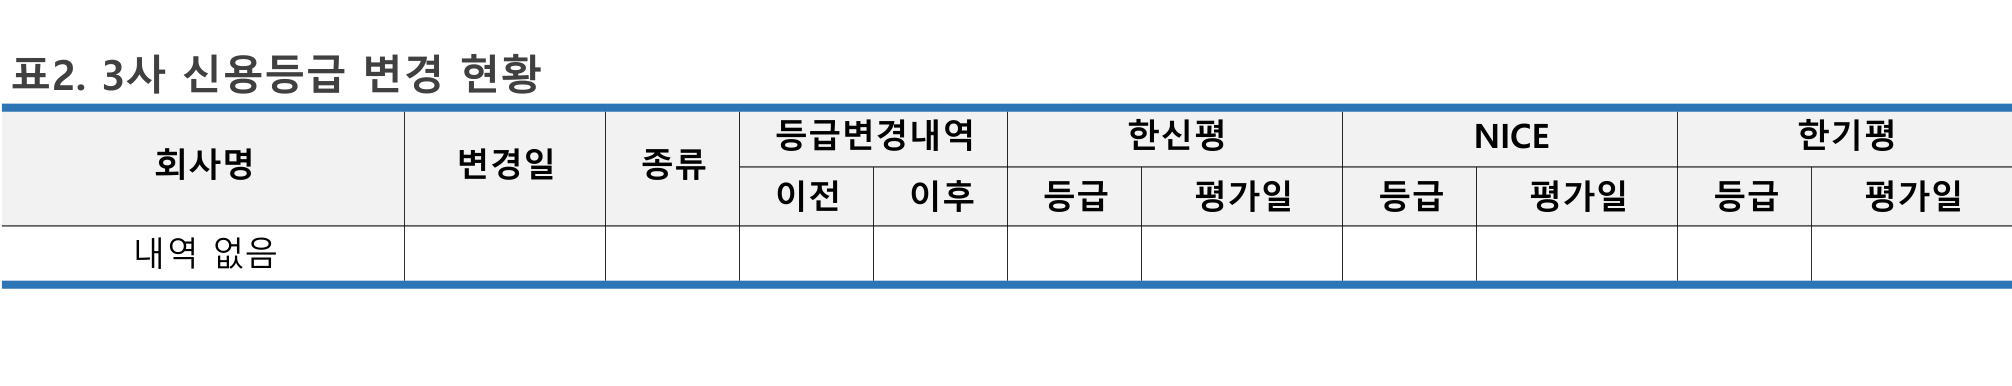 표2. 3사 신용등급 변경 현황
회사명 변경일 종류 등급변경내역 한신평 NICE 한기평
이전 이후 등급 평가일 등급 평가일 등급 평가일
내역 없음